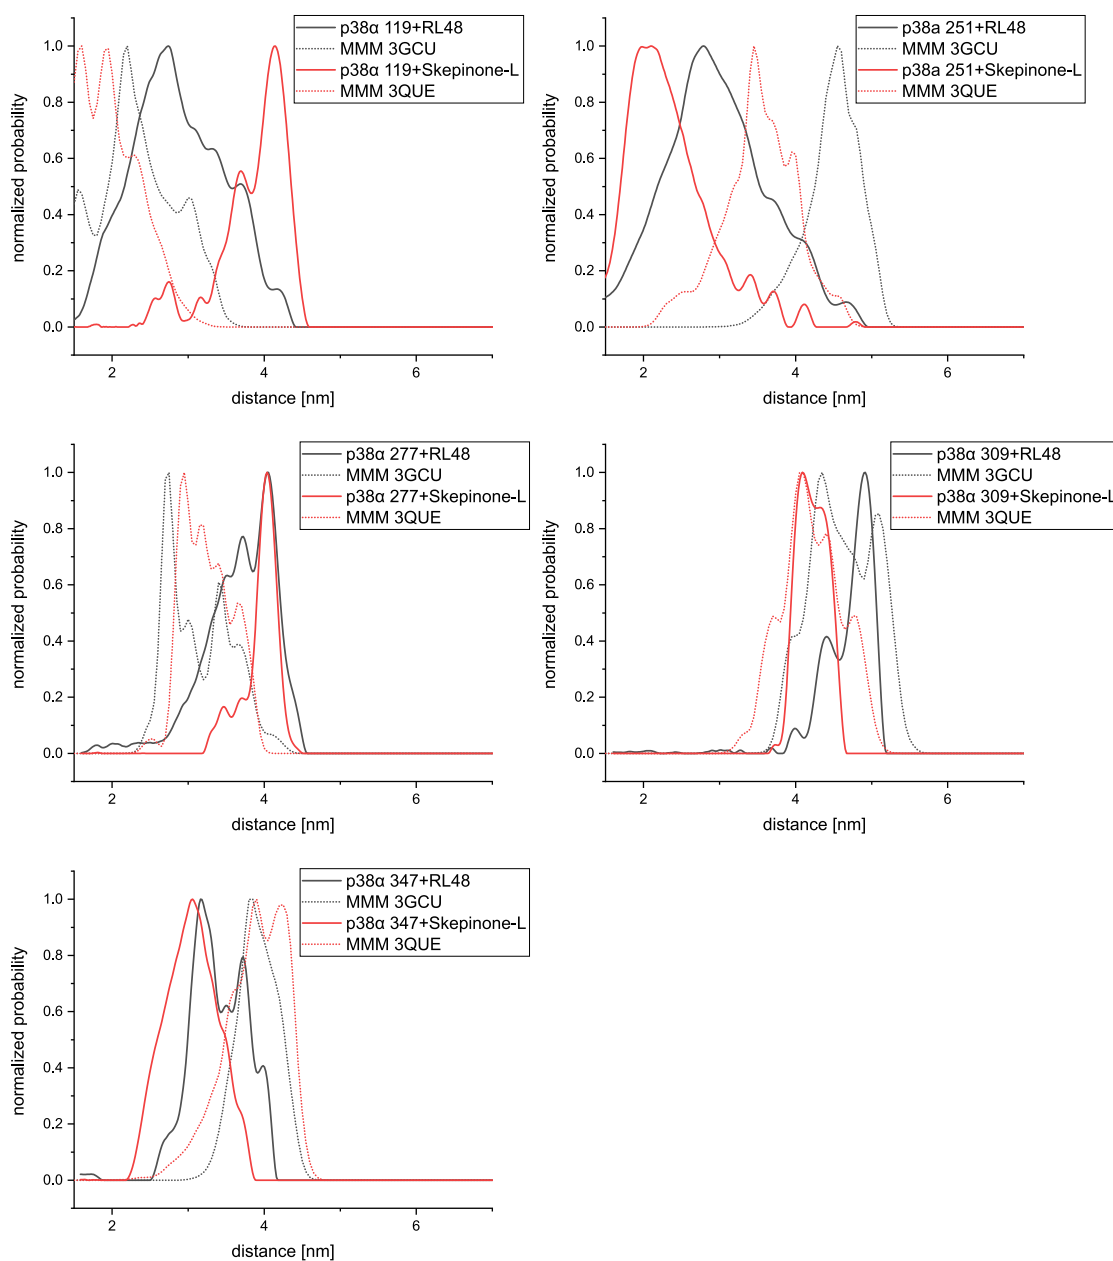 p38α 119+RL48
MMM 3GCU
p38α 119+Skepinone-L
MMM 3QUE
1.0
0.8
0.6
0.4
0.2
0.0
normalized probability
2 4 6
distance [nm]
p38a 251+RL48
MMM 3GCU
p38a 251+Skepinone-L
MMM 3QUE
1.0
0.8
0.6
0.4
0.2
0.0
normalized probability
2 4 6
distance [nm]
p38α 277+RL48
MMM 3GCU
p38α 277+Skepinone-L
MMM 3QUE
1.0
0.8
0.6
0.4
0.2
0.0
normalized probability
2 4 6
distance [nm]
p38α 309+RL48
MMM 3GCU
p38α 309+Skepinone-L
MMM 3QUE
1.0
0.8
0.6
0.4
0.2
0.0
normalized probability
2 4 6
distance [nm]
p38α 347+RL48
MMM 3GCU
p38α 347+Skepinone-L
MMM 3QUE
1.0
0.8
0.6
0.4
0.2
0.0
normalized probability
2 4 6
distance [nm]